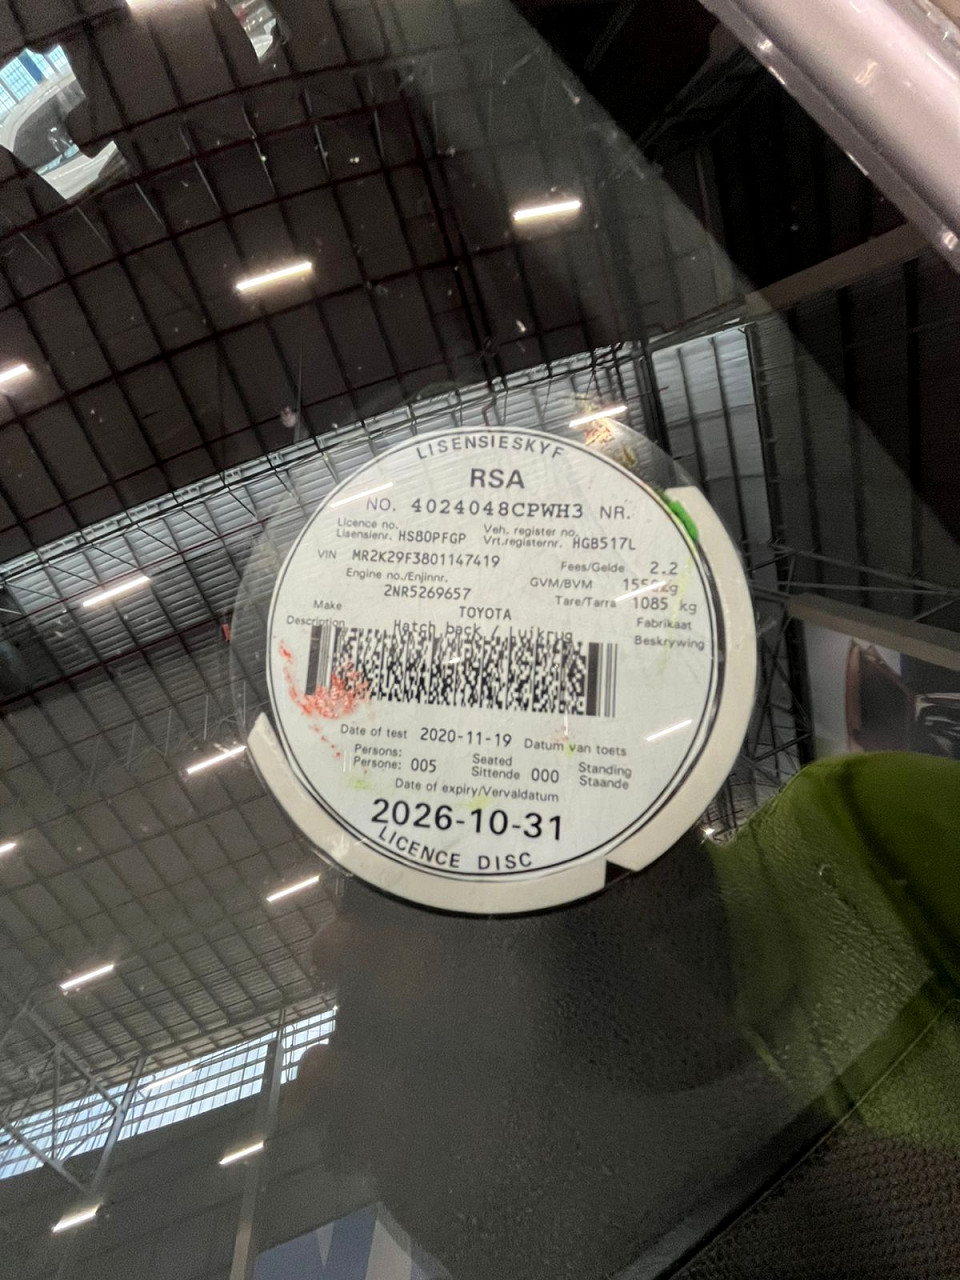 LISENSIESKYF
RSA
NO. 4024048CPWH3 NR.
Licence no. Veh. register no.
Lisensienr. HS80PFGP Vrt.registernr. HGB517L
VIN MR2K29F3801147419 Fees/Gelde 2.2
Engine no./Enjinnr. GVM/BVM
2NR5269657 Tare/Tarra 1085 kg
Make TOYOTA Fabrikaat
Description Hatch back / Luikrug Beskrywing
Date of test 2020-11-19 Datum van toets
Persons: Seated Standing
Persone: 005 Sittende 000 Staande
Date of expiry/Vervaldatum
2026-10-31
LICENCE DISC